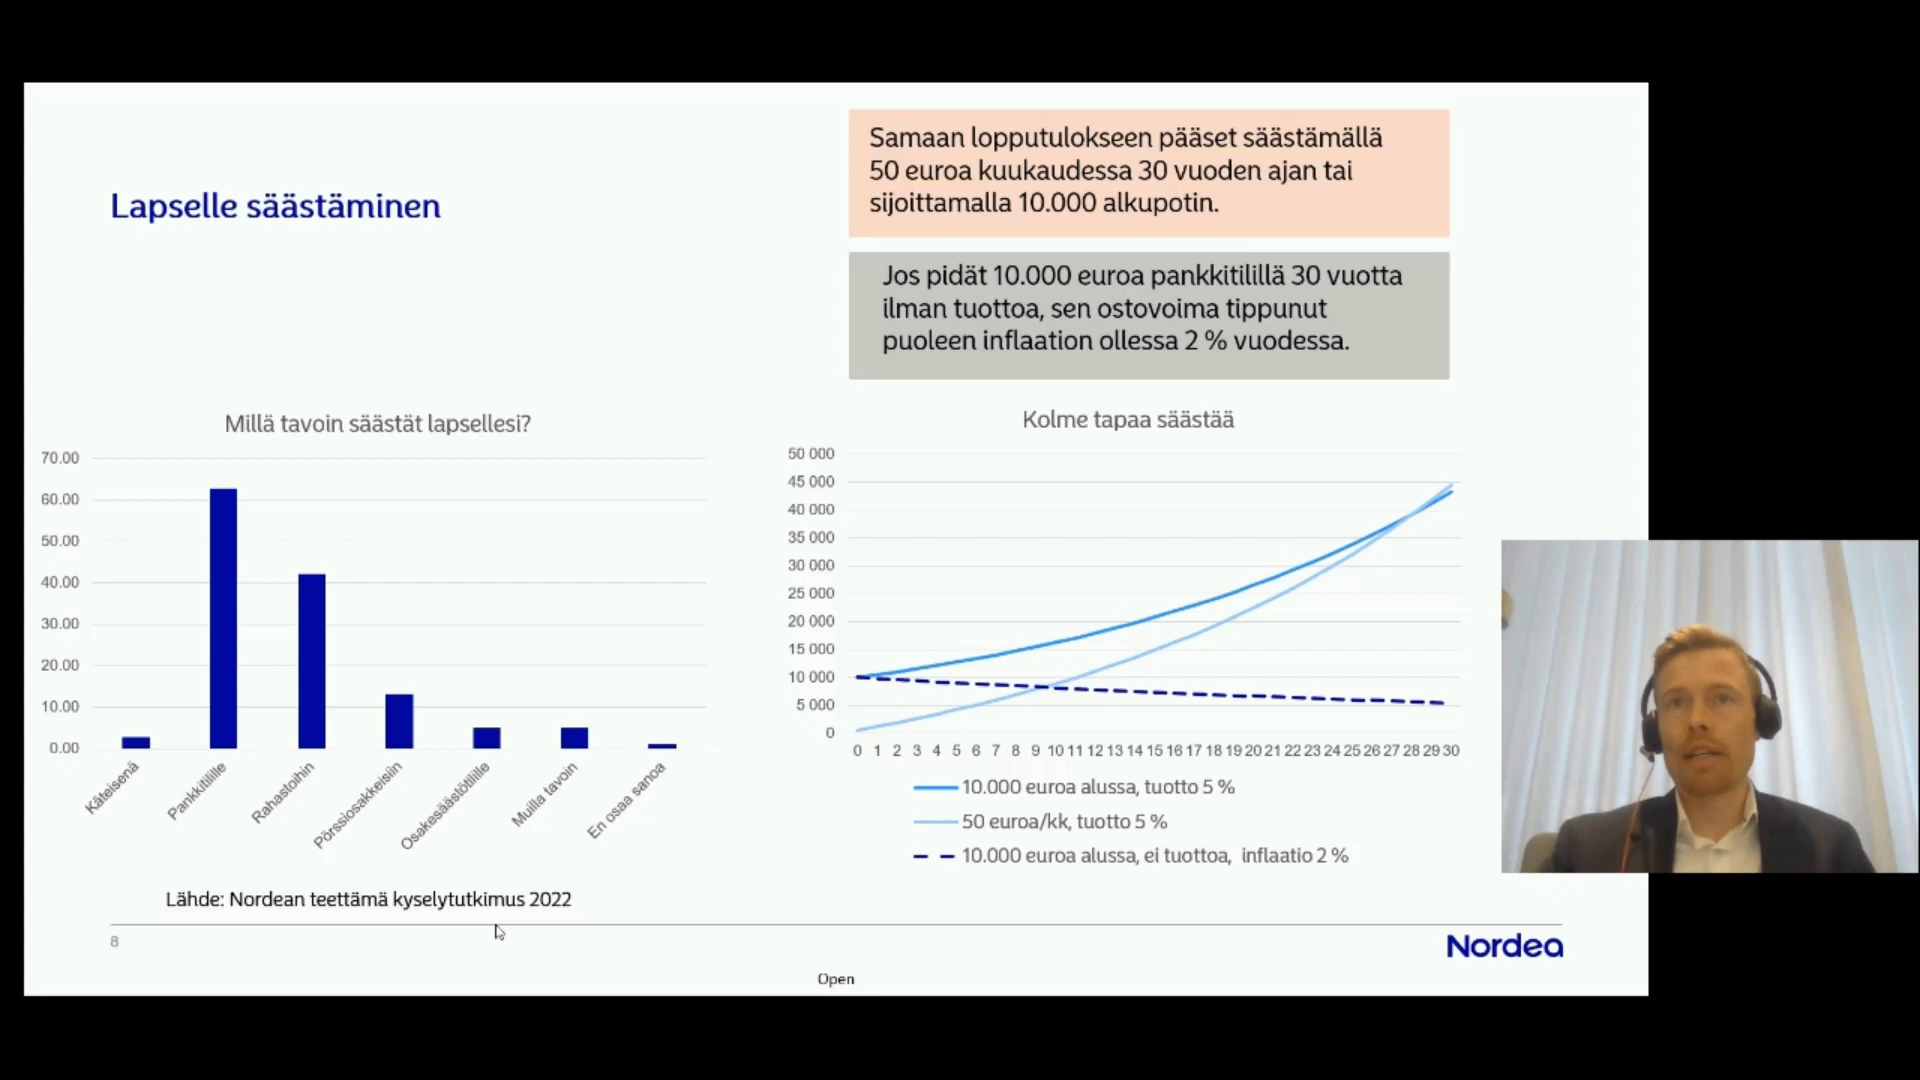 Lapselle säästäminen
Samaan lopputulokseen pääset säästämällä
50 euroa kuukaudessa 30 vuoden ajan tai
sijoittamalla 10.000 alkupotin.
Jos pidät 10.000 euroa pankkitilillä 30 vuotta
ilman tuottoa, sen ostovoima tippunut
puoleen inflaation ollessa 2 % vuodessa.
Millä tavoin säästät lapsellesi?
70.00
60.00
50.00
40.00
30.00
20.00
10.00
0.00
Käteisenä
Pankkitilille
Rahastoihin
Pörssiosakkeisiin
Osakesäästötilille
Muilla tavoin
En osaa sanoa
Lähde: Nordean teettämä kyselytutkimus 2022
Kolme tapaa säästää
50 000
45 000
40 000
35 000
30 000
25 000
20 000
15 000
10 000
5 000
0
0 1 2 3 4 5 6 7 8 9 10 11 12 13 14 15 16 17 18 19 20 21 22 23 24 25 26 27 28 29 30
10.000 euroa alussa, tuotto 5 %
50 euroa/kk, tuotto 5 %
10.000 euroa alussa, ei tuottoa, inflaatio 2 %
8
Nordea
Open